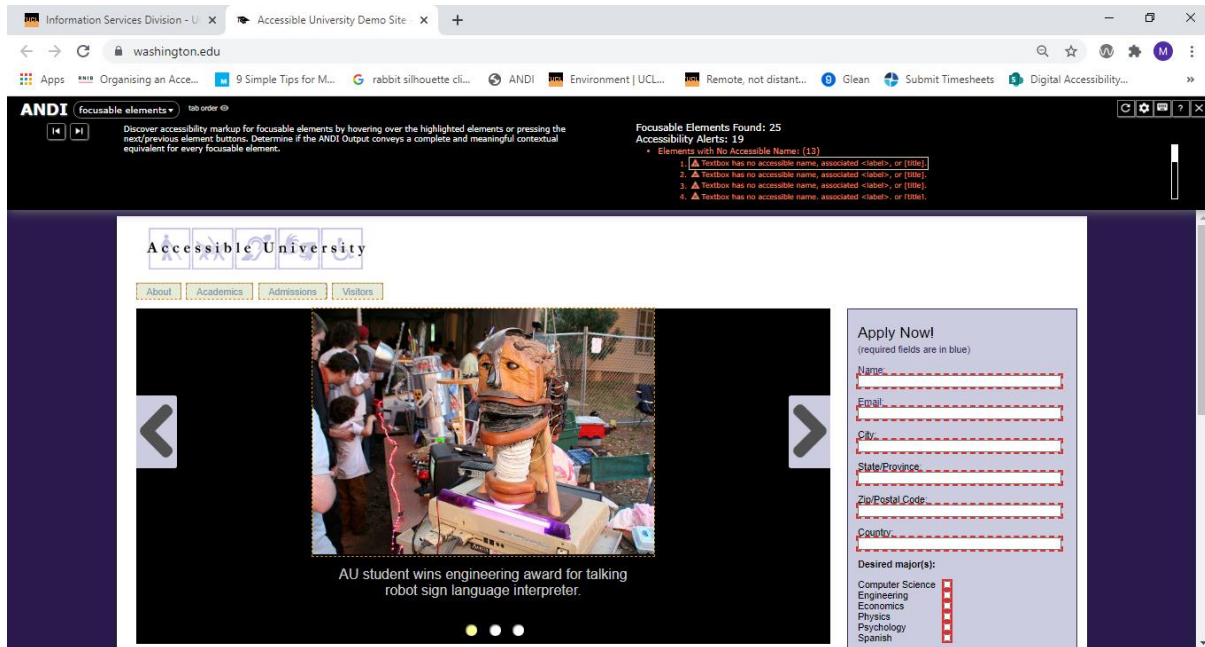 Information Services Division - U
Accessible University Demo Site -
washington.edu
Apps
Organising an Acce...
9 Simple Tips for M...
rabbit silhouette cli...
ANDI
Environment | UCL...
Remote, not distant...
Glean
Submit Timesheets
Digital Accessibility...
ANDI
focusable elements
tab order
Discover accessibility markup for focusable elements by hovering over the highlighted elements or pressing the
next/previous element buttons. Determine if the ANDI Output conveys a complete and meaningful contextual
equivalent for every focusable element.
Focusable Elements Found: 25
Accessibility Alerts: 19
Elements with No Accessible Name: (13)
1. Textbox has no accessible name, associated <label>, or [title].
2. Textbox has no accessible name, associated <label>, or [title].
3. Textbox has no accessible name, associated <label>, or [title].
4. Textbox has no accessible name, associated <label>, or [title].
Accessible University
About
Academics
Admissions
Visitors
AU student wins engineering award for talking
robot sign language interpreter.
Apply Now!
(required fields are in blue)
Name:
Email:
City:
State/Province:
Zip/Postal Code:
Country:
Desired major(s):
Computer Science
Engineering
Economics
Physics
Psychology
Spanish